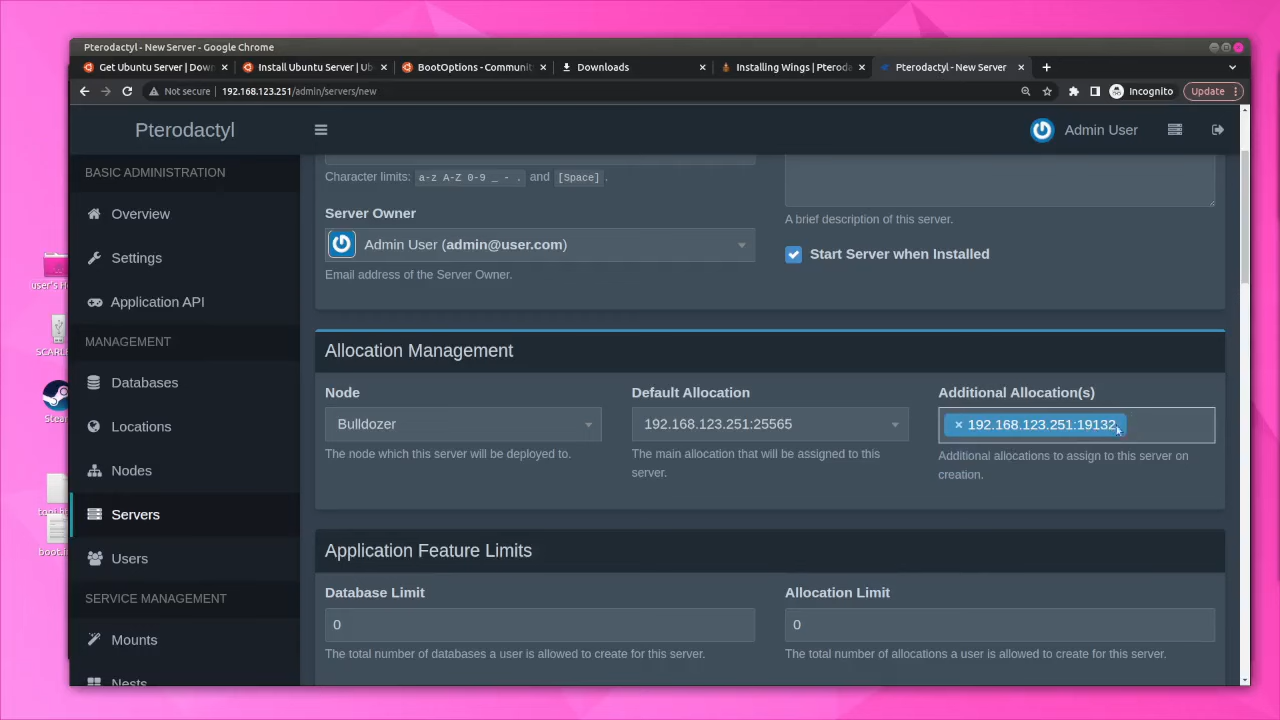 Pterodactyl - New Server - Google Chrome
Get Ubuntu Server | Down
Install Ubuntu Server | Ub
BootOptions - Communit
Downloads
Installing Wings | Pteroda
Pterodactyl - New Server
Not secure
192.168.123.251/admin/servers/new
Incognito
Update
Pterodactyl
Admin User
BASIC ADMINISTRATION
Overview
Settings
Application API
MANAGEMENT
Databases
Locations
Nodes
Servers
Users
SERVICE MANAGEMENT
Mounts
Nests
Character limits: a-z A-Z 0-9 _ - . and [Space] .
Server Owner
Admin User (admin@user.com)
Email address of the Server Owner.
A brief description of this server.
Start Server when Installed
Allocation Management
Node
Bulldozer
The node which this server will be deployed to.
Default Allocation
192.168.123.251:25565
The main allocation that will be assigned to this
server.
Additional Allocation(s)
× 192.168.123.251:19132
Additional allocations to assign to this server on
creation.
Application Feature Limits
Database Limit
0
The total number of databases a user is allowed to create for this server.
Allocation Limit
0
The total number of allocations a user is allowed to create for this server.
user's H
SCARL
Stea
boot.i